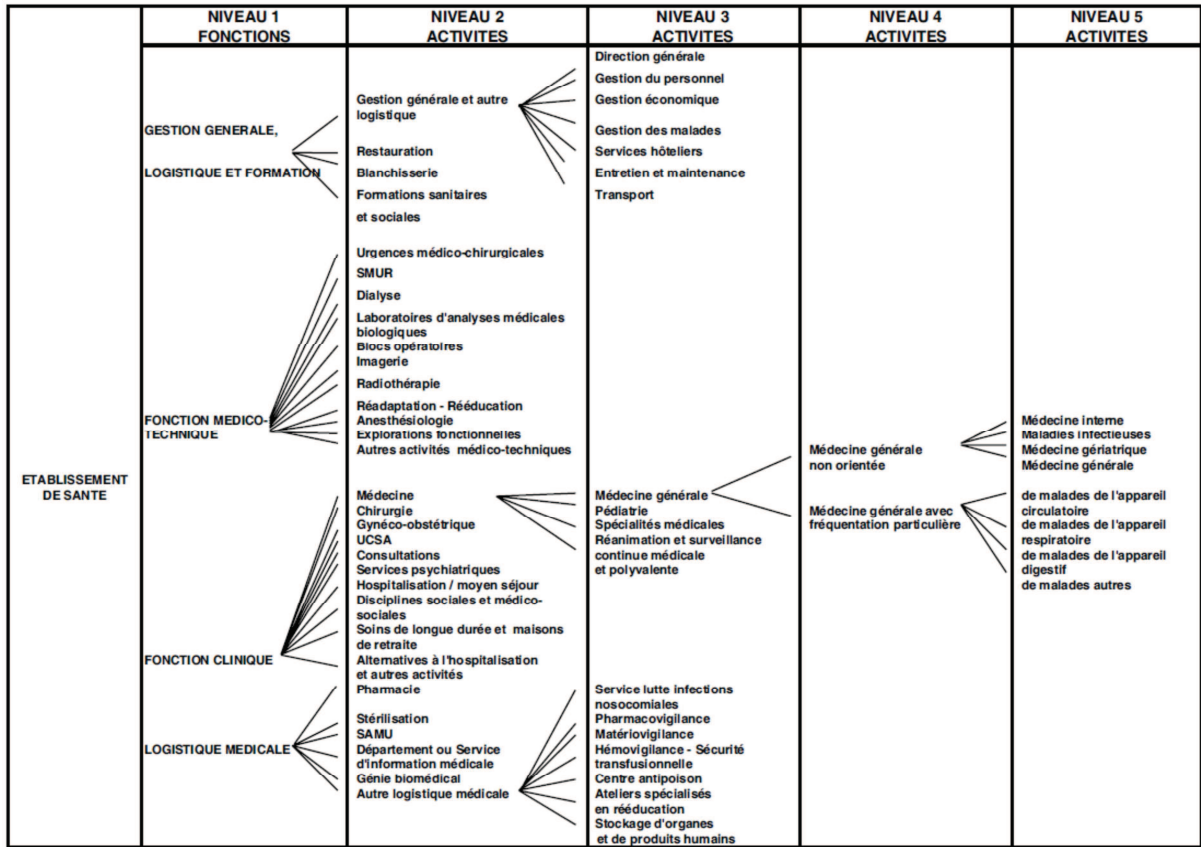 NIVEAU 1
FONCTIONS
NIVEAU 2
ACTIVITES
NIVEAU 3
ACTIVITES
NIVEAU 4
ACTIVITES
NIVEAU 5
ACTIVITES
ETABLISSEMENT
DE SANTE
GESTION GENERALE,
LOGISTIQUE ET FORMATION
Gestion générale et autre
logistique
Restauration
Blanchisserie
Formations sanitaires
et sociales
Direction générale
Gestion du personnel
Gestion économique
Gestion des malades
Services hôteliers
Entretien et maintenance
Transport
FONCTION MEDICO-
TECHNIQUE
Urgences médico-chirurgicales
SMUR
Dialyse
Laboratoires d'analyses médicales
biologiques
Blocs opératoires
Imagerie
Radiothérapie
Réadaptation - Rééducation
Anesthésiologie
Explorations fonctionnelles
Autres activités médico-techniques
FONCTION CLINIQUE
Médecine
Chirurgie
Gynéco-obstétrique
UCSA
Consultations
Services psychiatriques
Hospitalisation / moyen séjour
Disciplines sociales et médico-
sociales
Soins de longue durée et maisons
de retraite
Alternatives à l'hospitalisation
et autres activités
Médecine générale
Pédiatrie
Spécialités médicales
Réanimation et surveillance
continue médicale
et polyvalente
Médecine générale
non orientée
Médecine générale avec
fréquentation particulière
Médecine interne
Maladies infectieuses
Médecine gériatrique
Médecine générale
de malades de l'appareil
circulatoire
de malades de l'appareil
respiratoire
de malades de l'appareil
digestif
de malades autres
LOGISTIQUE MEDICALE
Pharmacie
Stérilisation
SAMU
Département ou Service
d'information médicale
Génie biomédical
Autre logistique médicale
Service lutte infections
nosocomiales
Pharmacovigilance
Matériovigilance
Hémovigilance - Sécurité
transfusionnelle
Centre antipoison
Ateliers spécialisés
en rééducation
Stockage d'organes
et de produits humains